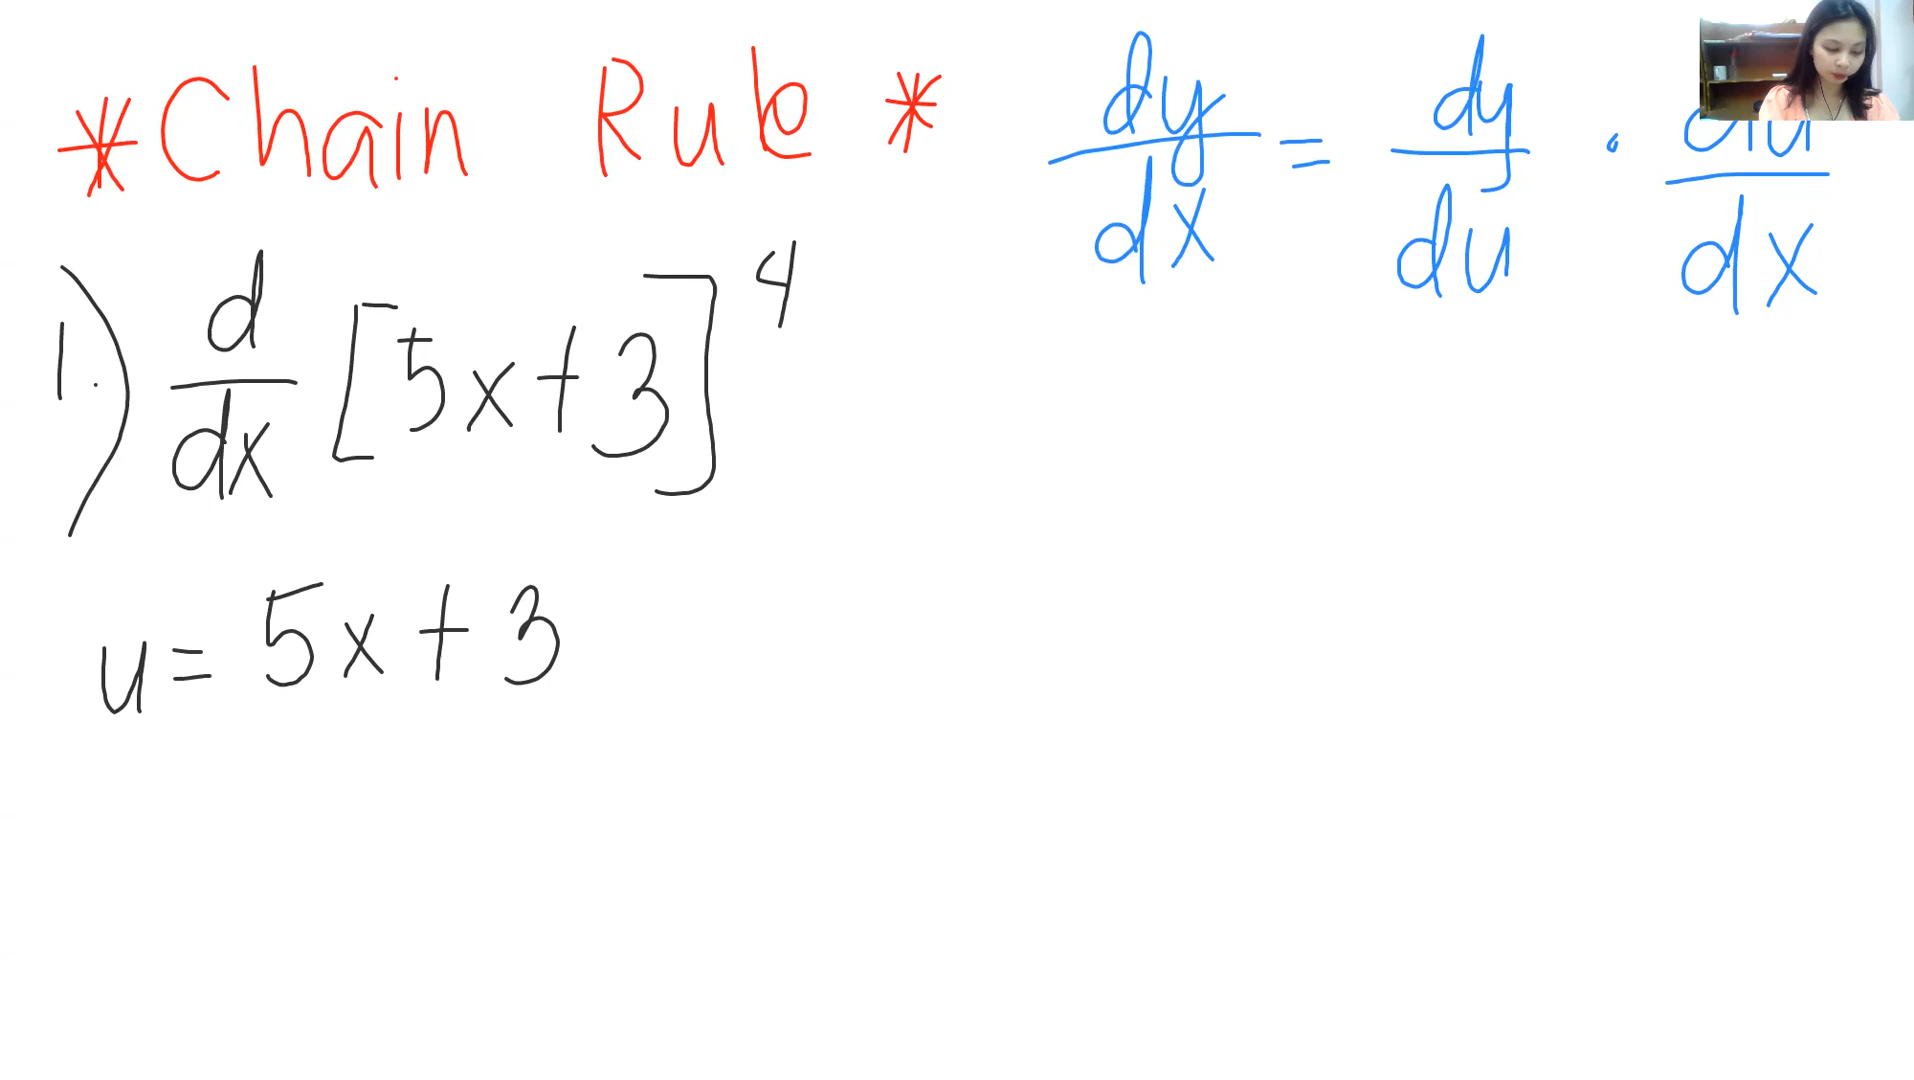 *Chain Rule*
dy/dx = dy/du · du/dx
1.) d/dx [5x+3]^4
u = 5x + 3